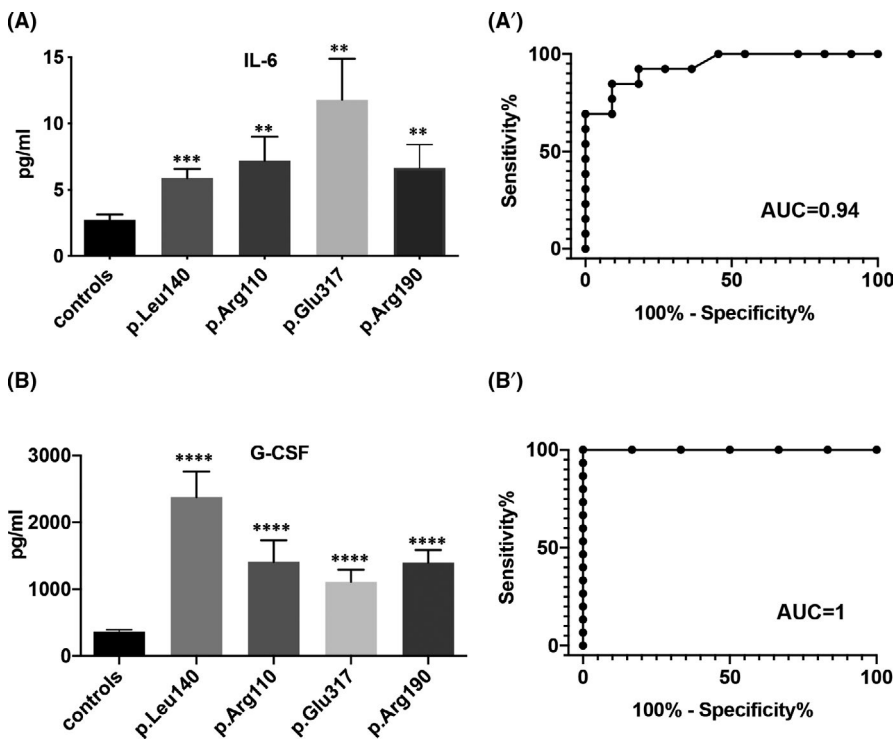 (A)
IL-6
pg/ml
15
10
5
0
***
**
**
**
controls
p.Leu140
p.Arg110
p.Glu317
p.Arg190
(A′)
Sensitivity%
100
50
0
AUC=0.94
0 50 100
100% - Specificity%
(B)
G-CSF
pg/ml
3000
2000
1000
0
****
****
****
****
controls
p.Leu140
p.Arg110
p.Glu317
p.Arg190
(B′)
Sensitivity%
100
50
0
AUC=1
0 50 100
100% - Specificity%